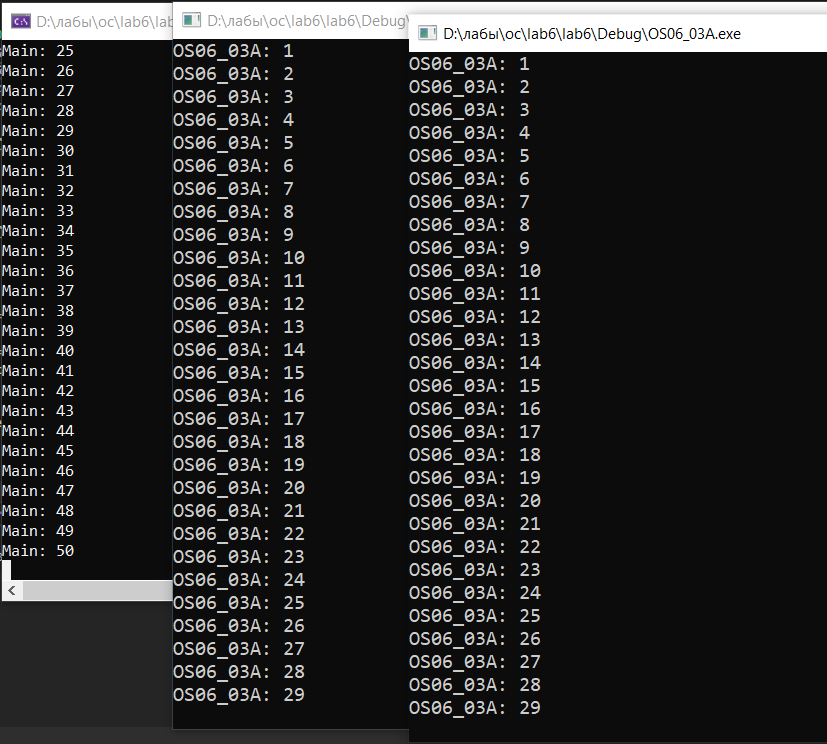 D:\лабы\ос\lab6\lab
Main: 25
Main: 26
Main: 27
Main: 28
Main: 29
Main: 30
Main: 31
Main: 32
Main: 33
Main: 34
Main: 35
Main: 36
Main: 37
Main: 38
Main: 39
Main: 40
Main: 41
Main: 42
Main: 43
Main: 44
Main: 45
Main: 46
Main: 47
Main: 48
Main: 49
Main: 50
D:\лабы\ос\lab6\lab6\Debug\
OS06_03A: 1
OS06_03A: 2
OS06_03A: 3
OS06_03A: 4
OS06_03A: 5
OS06_03A: 6
OS06_03A: 7
OS06_03A: 8
OS06_03A: 9
OS06_03A: 10
OS06_03A: 11
OS06_03A: 12
OS06_03A: 13
OS06_03A: 14
OS06_03A: 15
OS06_03A: 16
OS06_03A: 17
OS06_03A: 18
OS06_03A: 19
OS06_03A: 20
OS06_03A: 21
OS06_03A: 22
OS06_03A: 23
OS06_03A: 24
OS06_03A: 25
OS06_03A: 26
OS06_03A: 27
OS06_03A: 28
OS06_03A: 29
D:\лабы\ос\lab6\lab6\Debug\OS06_03A.exe
OS06_03A: 1
OS06_03A: 2
OS06_03A: 3
OS06_03A: 4
OS06_03A: 5
OS06_03A: 6
OS06_03A: 7
OS06_03A: 8
OS06_03A: 9
OS06_03A: 10
OS06_03A: 11
OS06_03A: 12
OS06_03A: 13
OS06_03A: 14
OS06_03A: 15
OS06_03A: 16
OS06_03A: 17
OS06_03A: 18
OS06_03A: 19
OS06_03A: 20
OS06_03A: 21
OS06_03A: 22
OS06_03A: 23
OS06_03A: 24
OS06_03A: 25
OS06_03A: 26
OS06_03A: 27
OS06_03A: 28
OS06_03A: 29